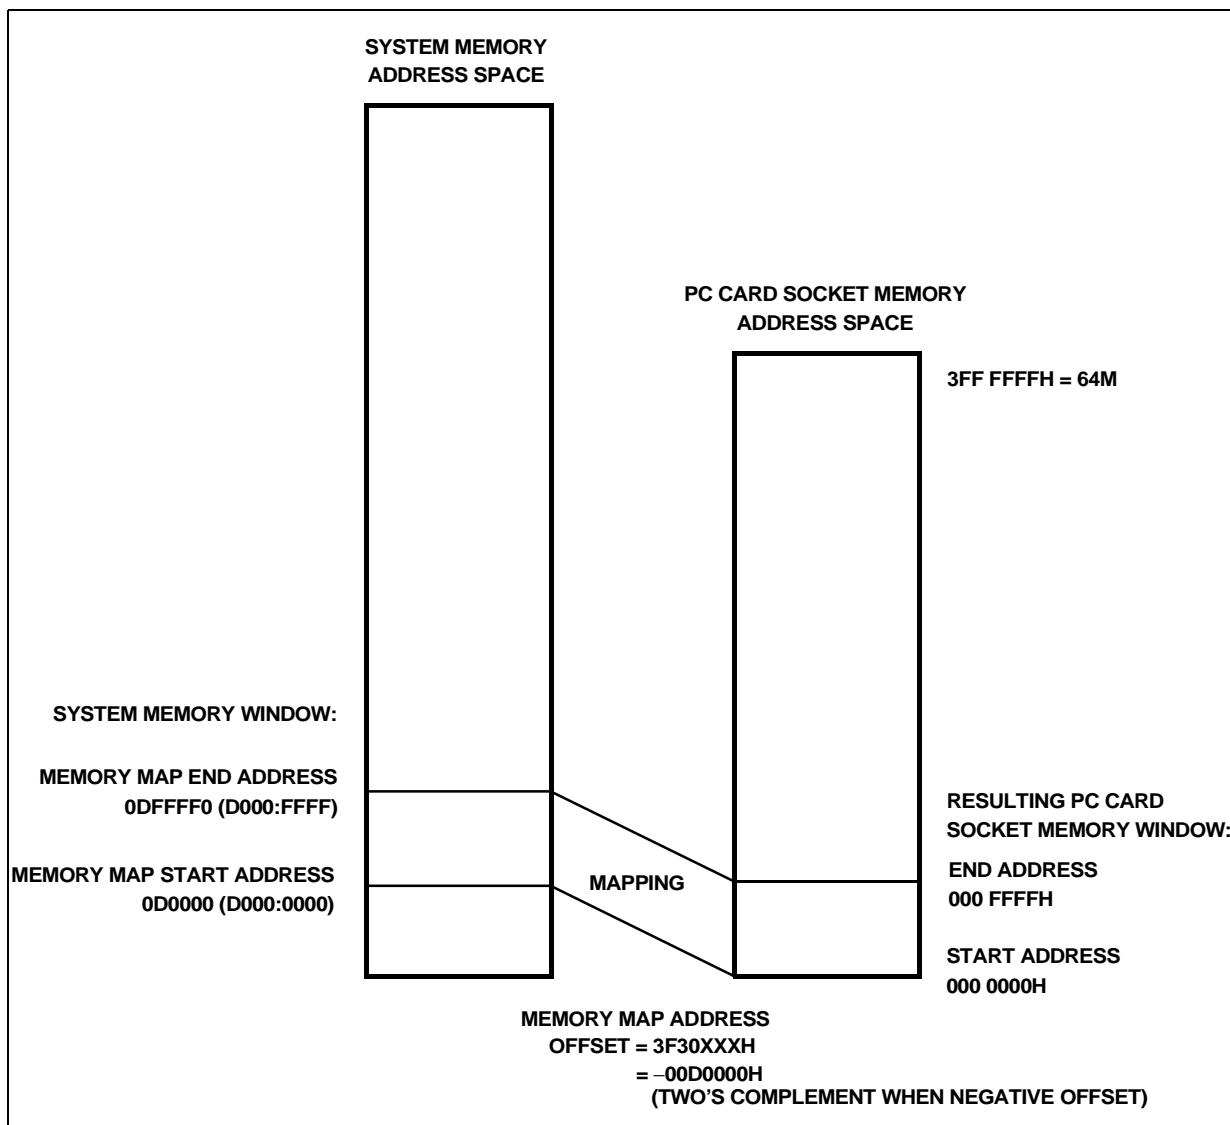 SYSTEM MEMORY
ADDRESS SPACE
PC CARD SOCKET MEMORY
ADDRESS SPACE
3FF FFFFH = 64M
SYSTEM MEMORY WINDOW:
MEMORY MAP END ADDRESS
0DFFFF0 (D000:FFFF)
RESULTING PC CARD
SOCKET MEMORY WINDOW:
MEMORY MAP START ADDRESS
0D0000 (D000:0000)
MAPPING
END ADDRESS
000 FFFFH
START ADDRESS
000 0000H
MEMORY MAP ADDRESS
OFFSET = 3F30XXXH
= –00D0000H
(TWO'S COMPLEMENT WHEN NEGATIVE OFFSET)